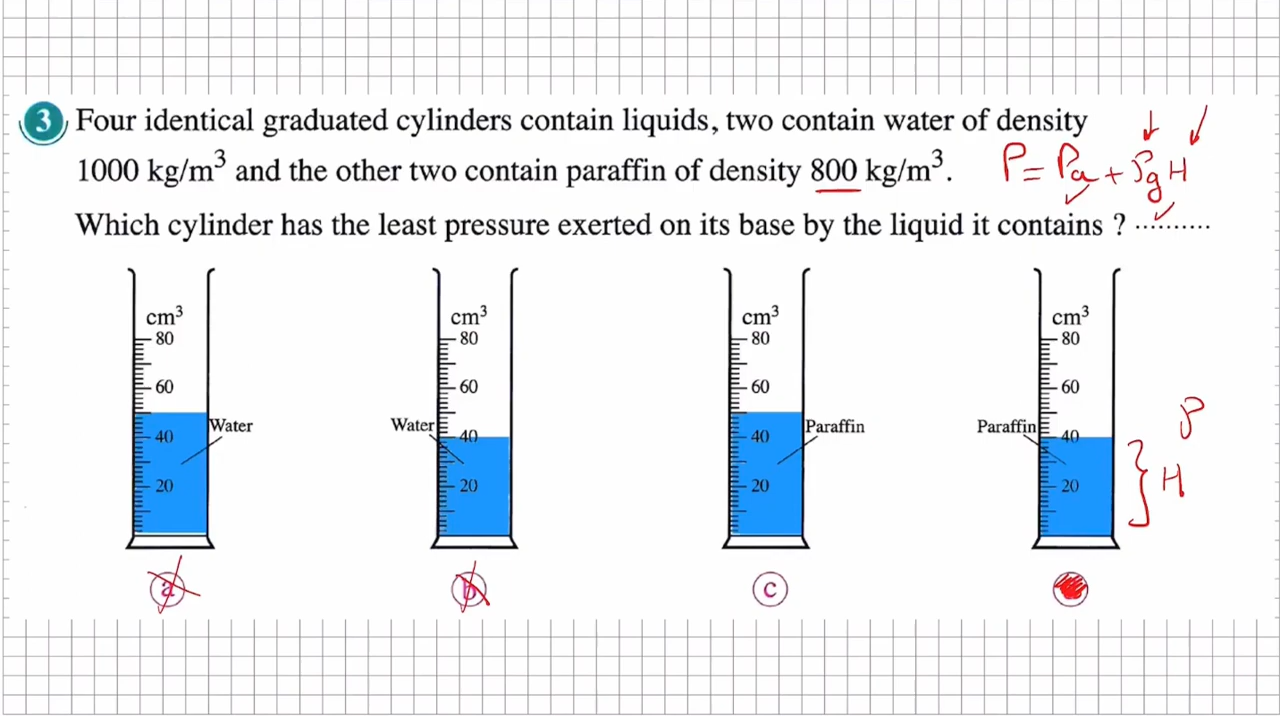 3 Four identical graduated cylinders contain liquids, two contain water of density
1000 kg/m³ and the other two contain paraffin of density 800 kg/m³.
P = Pa + ρgH
Which cylinder has the least pressure exerted on its base by the liquid it contains ? ..........
cm³
80
60
40
20
Water
a
cm³
80
60
40
20
Water
b
cm³
80
60
40
20
Paraffin
c
cm³
80
60
40
20
Paraffin
ρ
H